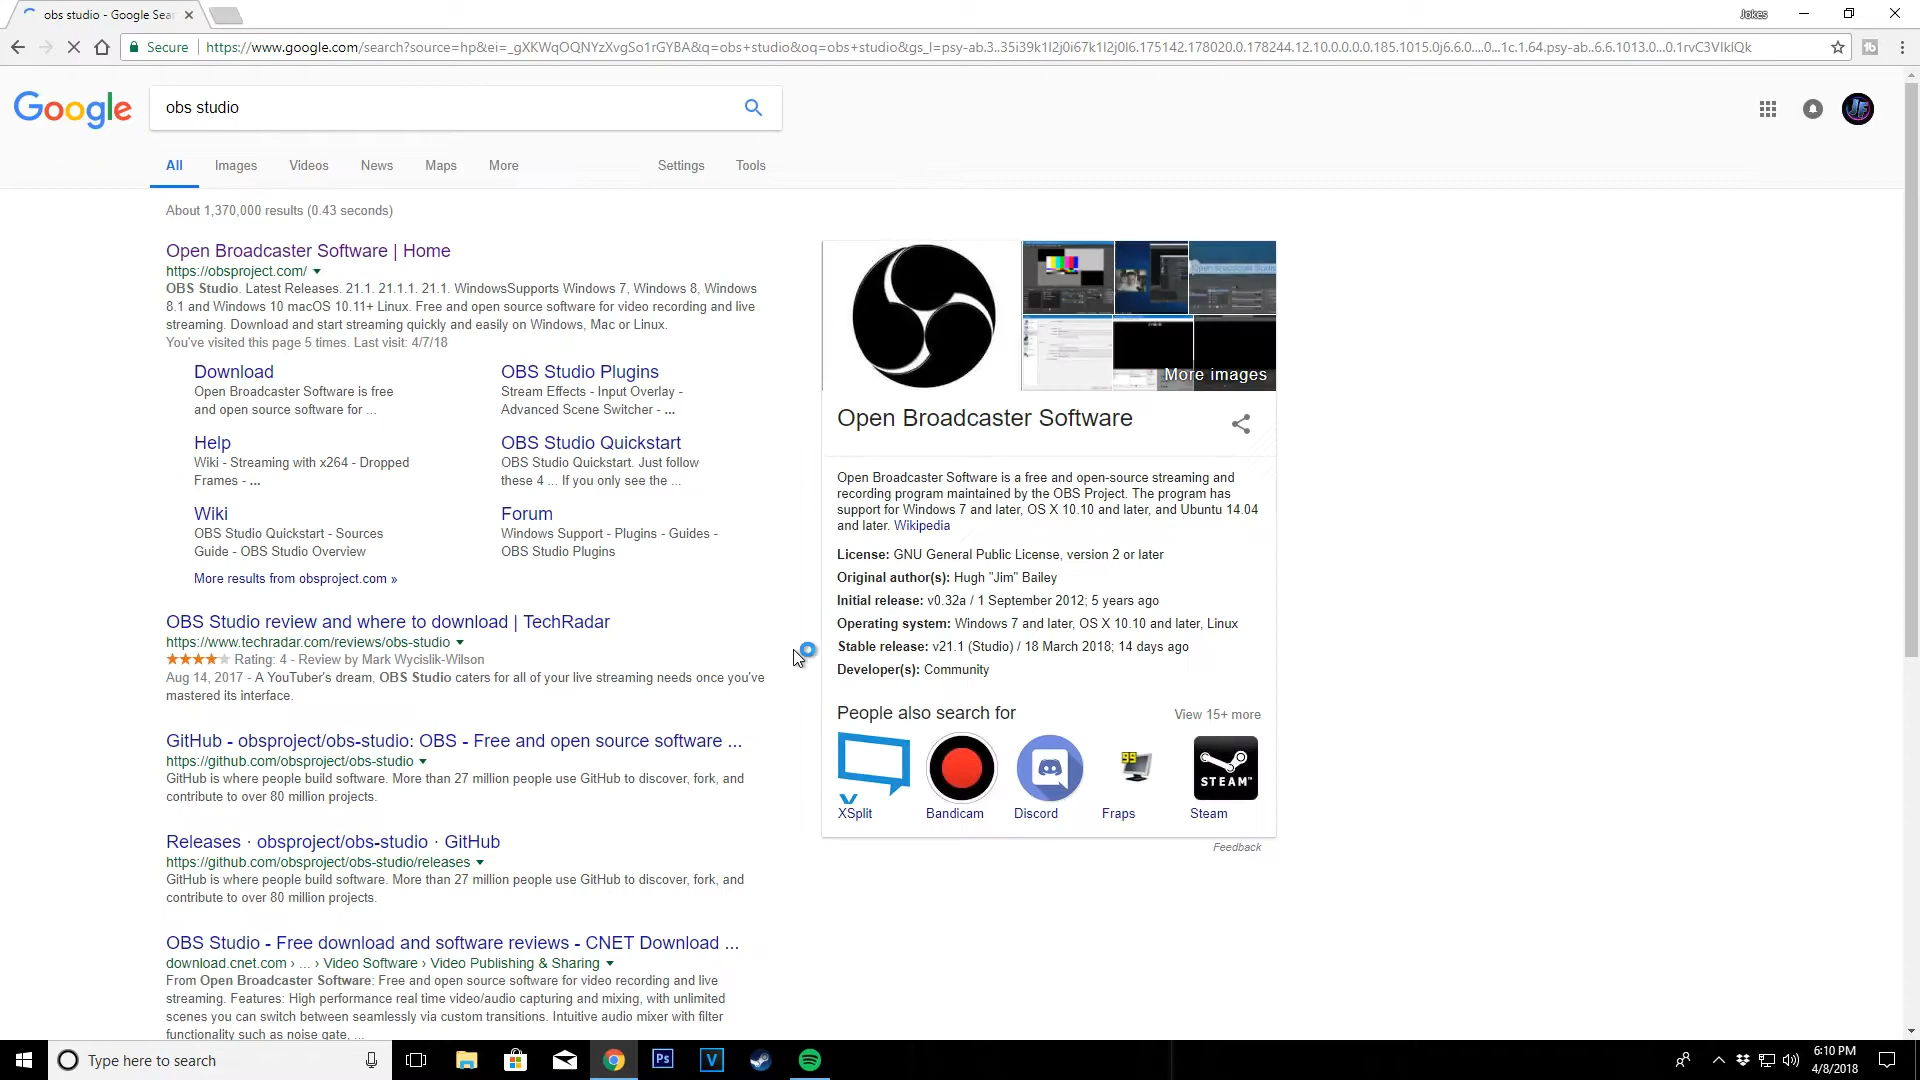 obs studio - Google Sea
Jokes
Secure
https://www.google.com/search?source=hp&ei=_gXKWqOQNYzXvgSo1rGYBA&q=obs+studio&oq=obs+studio&gs_l=psy-ab.3..35i39k1l2j0i67k1l2j0l6.175142.178020.0.178244.12.10.0.0.0.0.185.1015.0j6.6.0....0...1c.1.64.psy-ab..6.6.1013.0...0.1rvC3VIkIQk
Google
obs studio
All Images Videos News Maps More Settings Tools
About 1,370,000 results (0.43 seconds)
Open Broadcaster Software | Home
https://obsproject.com/
OBS Studio. Latest Releases. 21.1. 21.1.1. 21.1. WindowsSupports Windows 7, Windows 8, Windows
8.1 and Windows 10 macOS 10.11+ Linux. Free and open source software for video recording and live
streaming. Download and start streaming quickly and easily on Windows, Mac or Linux.
You've visited this page 5 times. Last visit: 4/7/18
Download
Open Broadcaster Software is free
and open source software for ...
OBS Studio Plugins
Stream Effects - Input Overlay -
Advanced Scene Switcher - ...
Help
Wiki - Streaming with x264 - Dropped
Frames - ...
OBS Studio Quickstart
OBS Studio Quickstart. Just follow
these 4 ... If you only see the ...
Wiki
OBS Studio Quickstart - Sources
Guide - OBS Studio Overview
Forum
Windows Support - Plugins - Guides -
OBS Studio Plugins
More results from obsproject.com »
OBS Studio review and where to download | TechRadar
https://www.techradar.com/reviews/obs-studio
Rating: 4 - Review by Mark Wycislik-Wilson
Aug 14, 2017 - A YouTuber's dream, OBS Studio caters for all of your live streaming needs once you've
mastered its interface.
GitHub - obsproject/obs-studio: OBS - Free and open source software ...
https://github.com/obsproject/obs-studio
GitHub is where people build software. More than 27 million people use GitHub to discover, fork, and
contribute to over 80 million projects.
Releases · obsproject/obs-studio · GitHub
https://github.com/obsproject/obs-studio/releases
GitHub is where people build software. More than 27 million people use GitHub to discover, fork, and
contribute to over 80 million projects.
OBS Studio - Free download and software reviews - CNET Download ...
download.cnet.com › ... › Video Software › Video Publishing & Sharing
From Open Broadcaster Software: Free and open source software for video recording and live
streaming. Features: High performance real time video/audio capturing and mixing, with unlimited
scenes you can switch between seamlessly via custom transitions. Intuitive audio mixer with filter
functionality such as noise gate, ...
More images
Open Broadcaster Software
Open Broadcaster Software is a free and open-source streaming and
recording program maintained by the OBS Project. The program has
support for Windows 7 and later, OS X 10.10 and later, and Ubuntu 14.04
and later. Wikipedia
License: GNU General Public License, version 2 or later
Original author(s): Hugh "Jim" Bailey
Initial release: v0.32a / 1 September 2012; 5 years ago
Operating system: Windows 7 and later, OS X 10.10 and later, Linux
Stable release: v21.1 (Studio) / 18 March 2018; 14 days ago
Developer(s): Community
People also search for
View 15+ more
99
STEAM™
XSplit Bandicam Discord Fraps Steam
Feedback
Type here to search
Ps
V
6:10 PM
4/8/2018